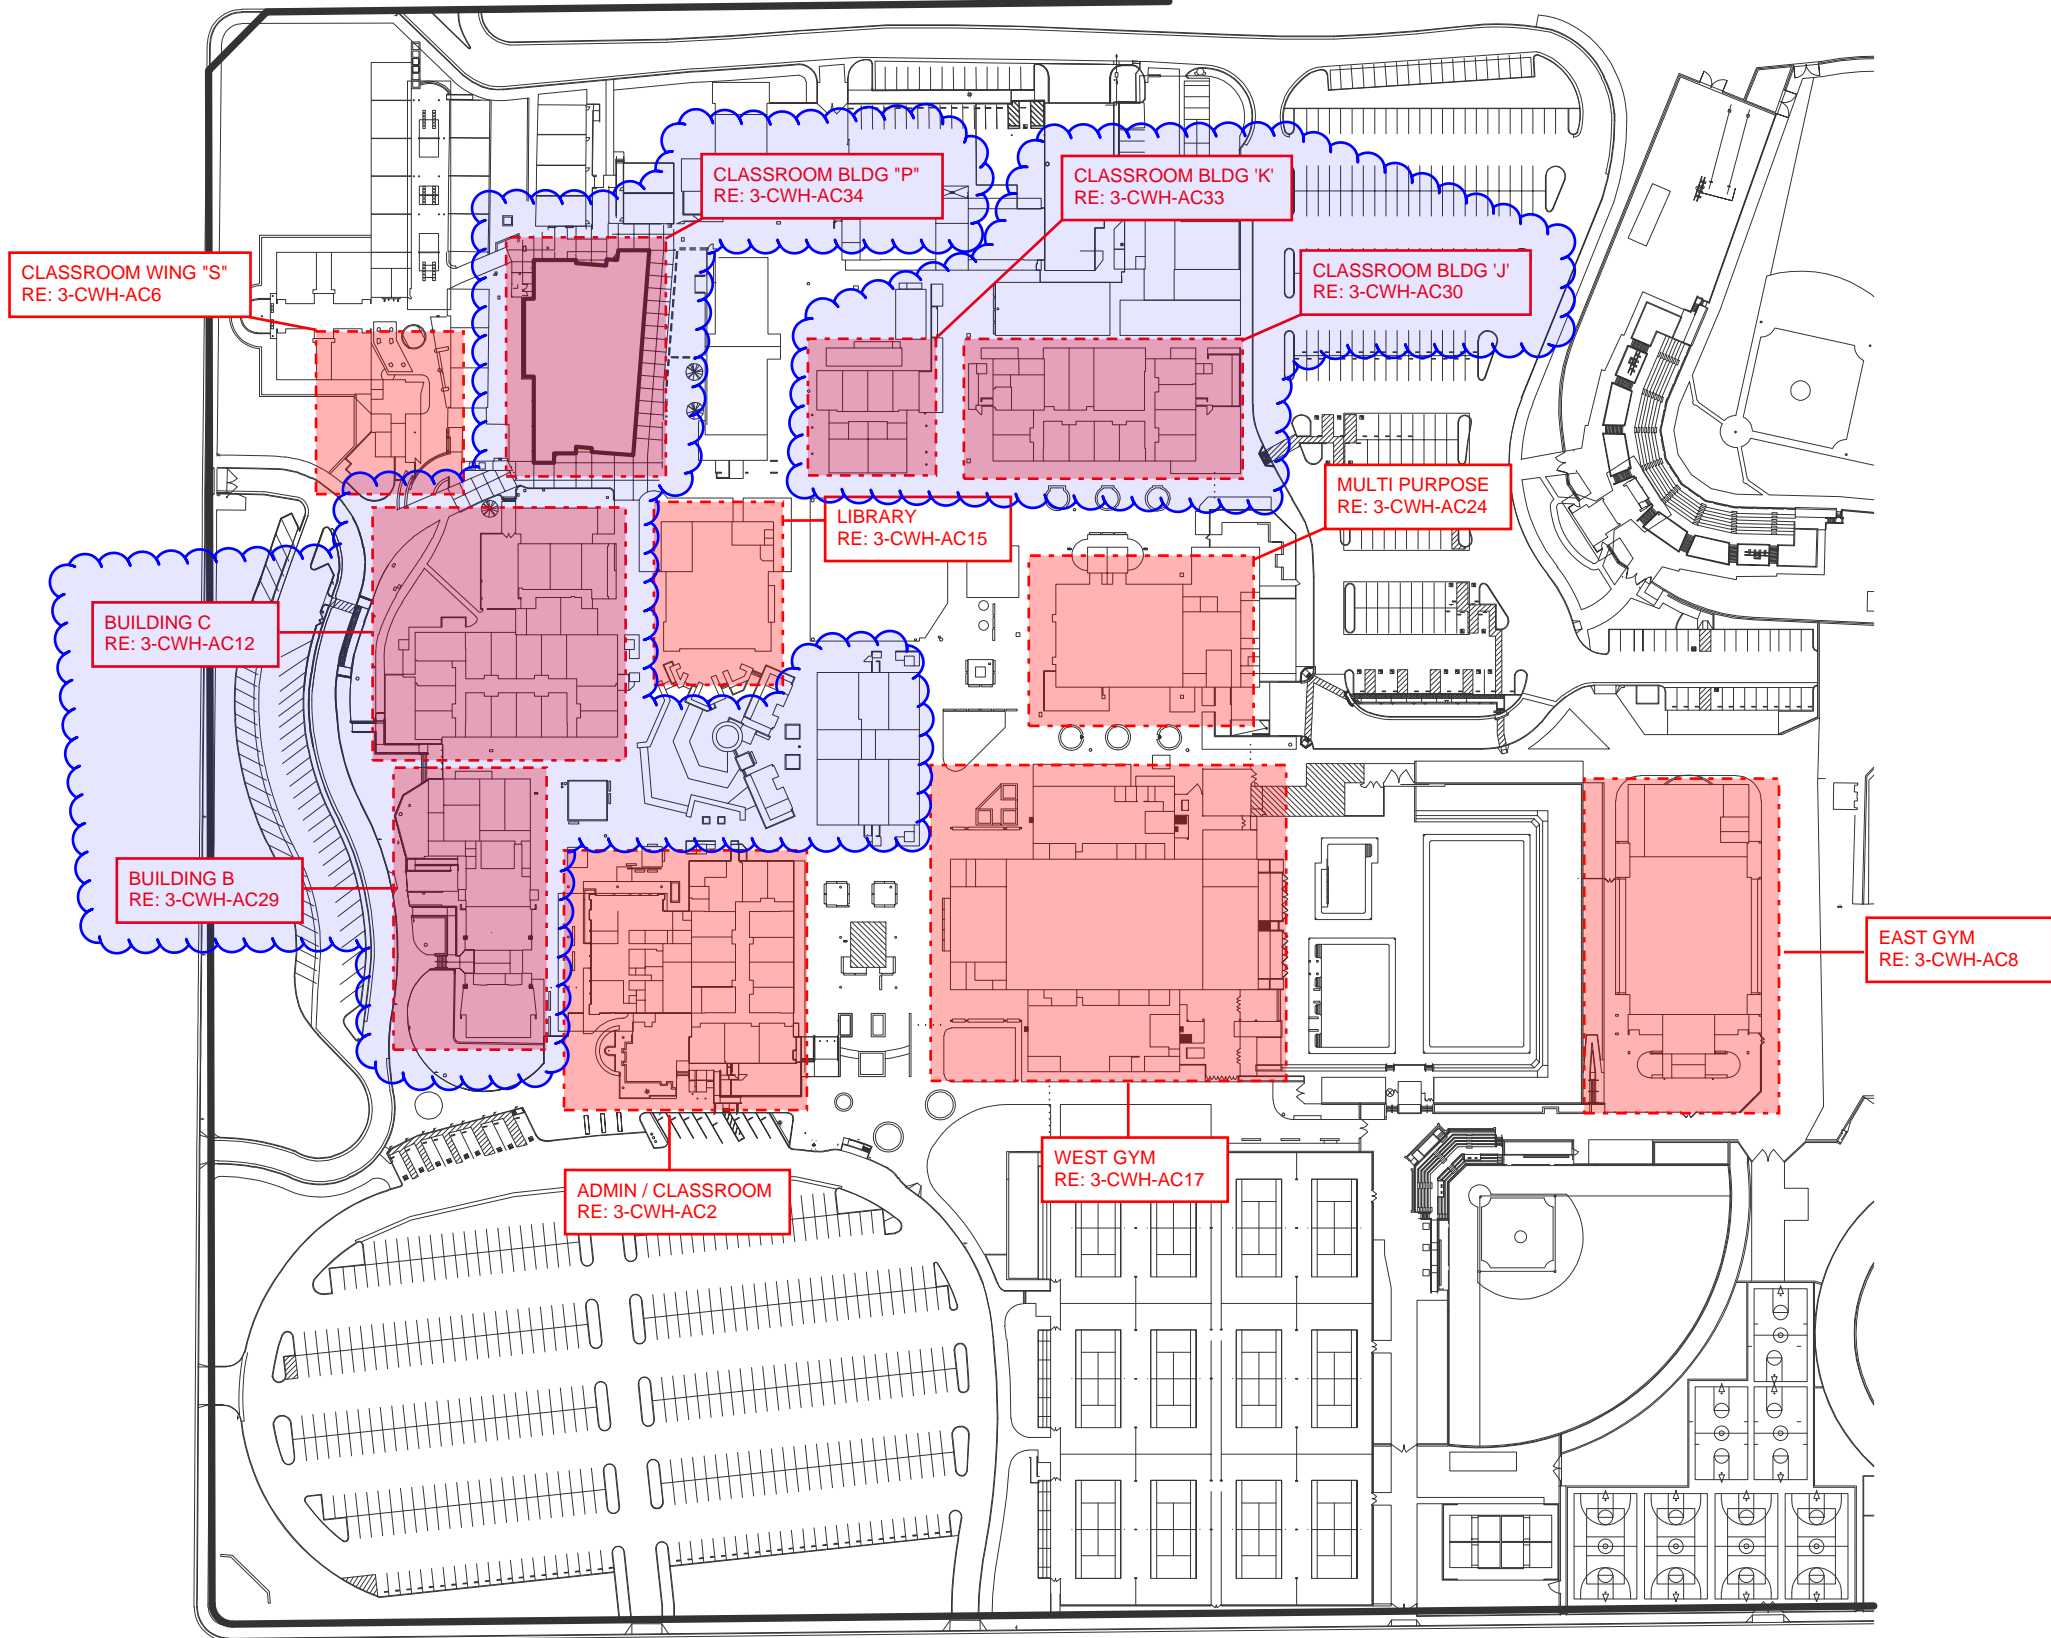 CLASSROOM BLDG "P"
RE: 3-CWH-AC34
CLASSROOM BLDG 'K'
RE: 3-CWH-AC33
CLASSROOM WING "S"
RE: 3-CWH-AC6
CLASSROOM BLDG 'J'
RE: 3-CWH-AC30
MULTI PURPOSE
RE: 3-CWH-AC24
LIBRARY
RE: 3-CWH-AC15
BUILDING C
RE: 3-CWH-AC12
BUILDING B
RE: 3-CWH-AC29
EAST GYM
RE: 3-CWH-AC8
WEST GYM
RE: 3-CWH-AC17
ADMIN / CLASSROOM
RE: 3-CWH-AC2